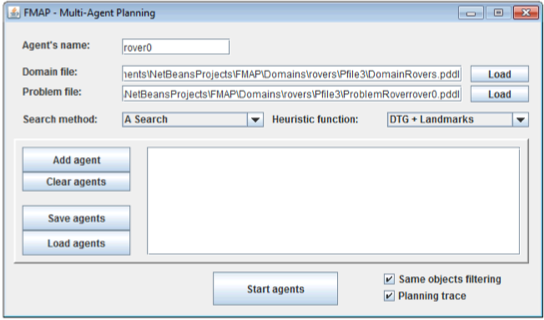 FMAP - Multi-Agent Planning
Agent's name: rover0
Domain file: nents\NetBeansProjects\FMAP\Domains\rovers\Pfile3\DomainRovers.pddl Load
Problem file: NetBeansProjects\FMAP\Domains\rovers\Pfile3\ProblemRoverrover0.pddl Load
Search method: A Search Heuristic function: DTG + Landmarks
Add agent
Clear agents
Save agents
Load agents
Start agents
Same objects filtering
Planning trace